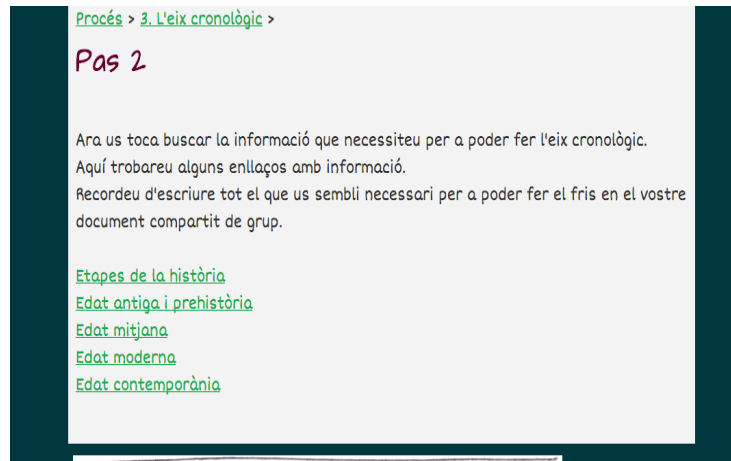 Procés > 3. L'eix cronològic >
Pas 2
Ara us toca buscar la informació que necessiteu per a poder fer l'eix cronològic.
Aquí trobareu alguns enllaços amb informació.
Recordeu d'escriure tot el que us sembli necessari per a poder fer el fris en el vostre
document compartit de grup.
Etapes de la història
Edat antiga i prehistòria
Edat mitjana
Edat moderna
Edat contemporània